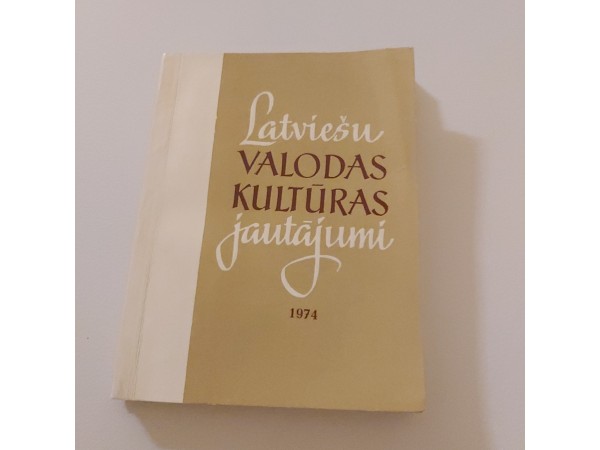 Latviešu
VALODAS
KULTŪRAS
jautājumi
1974